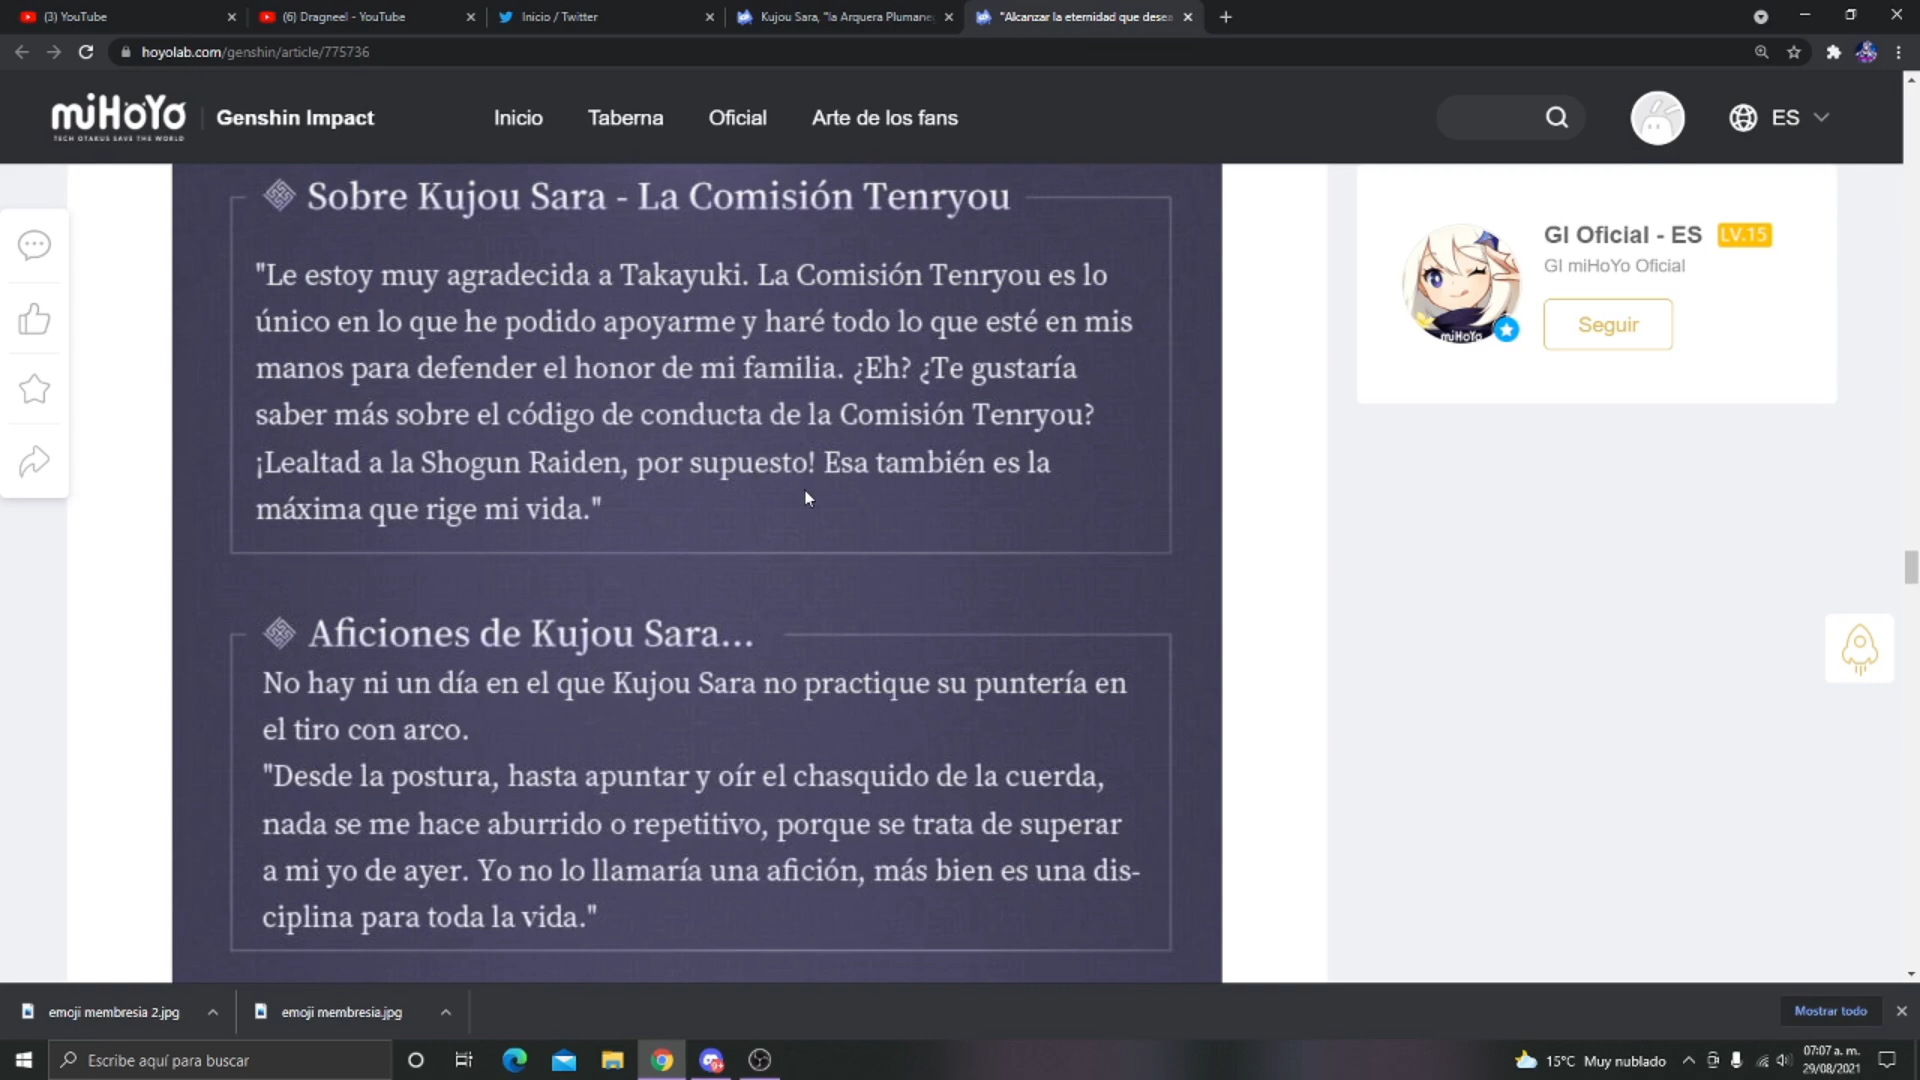 (3) YouTube
(6) Dragneel - YouTube
Inicio / Twitter
Kujou Sara, "la Arquera Plumane
"Alcanzar la eternidad que desea
hoyolab.com/genshin/article/775736
miHoYo
TECH OTAKUS SAVE THE WORLD
Genshin Impact
Inicio
Taberna
Oficial
Arte de los fans
ES
Sobre Kujou Sara - La Comisión Tenryou
"Le estoy muy agradecida a Takayuki. La Comisión Tenryou es lo
único en lo que he podido apoyarme y haré todo lo que esté en mis
manos para defender el honor de mi familia. ¿Eh? ¿Te gustaría
saber más sobre el código de conducta de la Comisión Tenryou?
¡Lealtad a la Shogun Raiden, por supuesto! Esa también es la
máxima que rige mi vida."
Aficiones de Kujou Sara...
No hay ni un día en el que Kujou Sara no practique su puntería en
el tiro con arco.
"Desde la postura, hasta apuntar y oír el chasquido de la cuerda,
nada se me hace aburrido o repetitivo, porque se trata de superar
a mi yo de ayer. Yo no lo llamaría una afición, más bien es una dis-
ciplina para toda la vida."
GI Oficial - ES
LV.15
GI miHoYo Oficial
miHoYo
Seguir
emoji membresia 2.jpg
emoji membresia.jpg
Mostrar todo
Escribe aquí para buscar
15°C Muy nublado
07:07 a. m.
29/08/2021